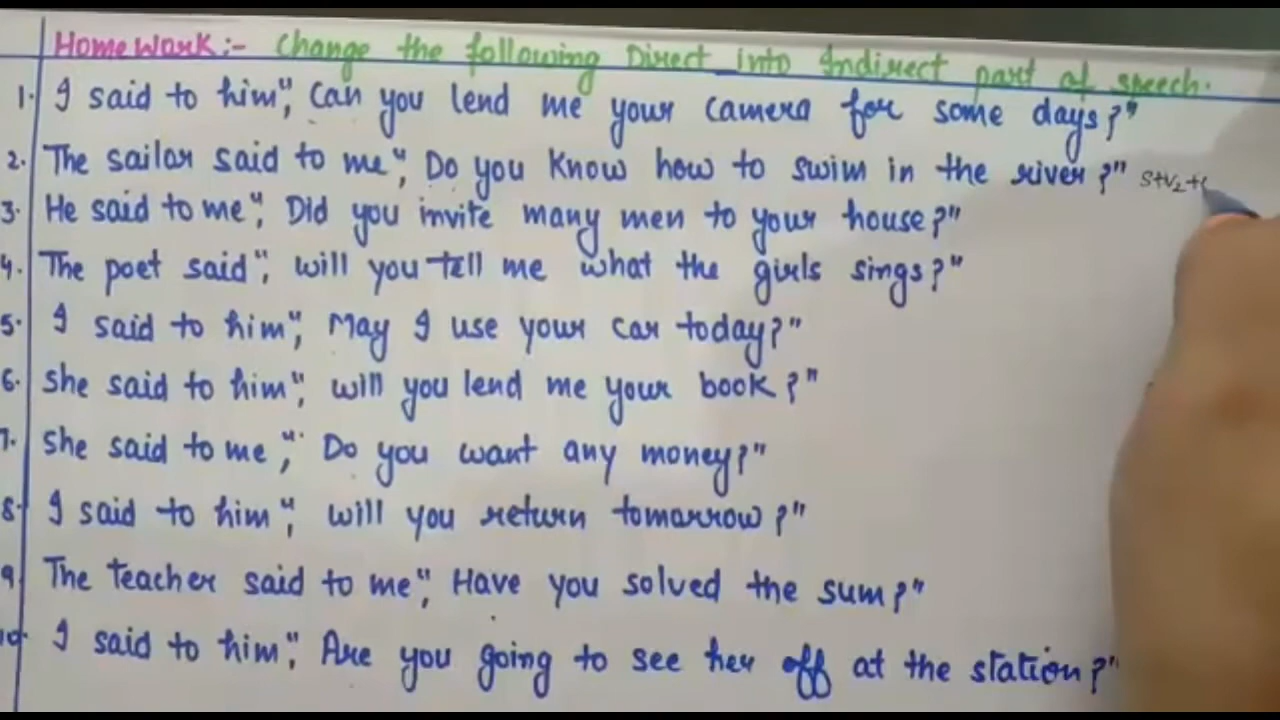 Home Work:- Change the following Direct into Indirect part of speech.
1. I said to him", Can you lend me your camera for some days?"
2. The sailor said to me", Do you know how to swim in the river?" S+V2+
3. He said to me", Did you invite many men to your house?"
4. The poet said", will you tell me what the girls sings?"
5. I said to him", May I use your car today?"
6. she said to him", will you lend me your book?"
7. she said to me," Do you want any money?"
8. I said to him", will you return tomorrow?"
9. The teacher said to me", Have you solved the sum?"
10. I said to him", Are you going to see her off at the station?"